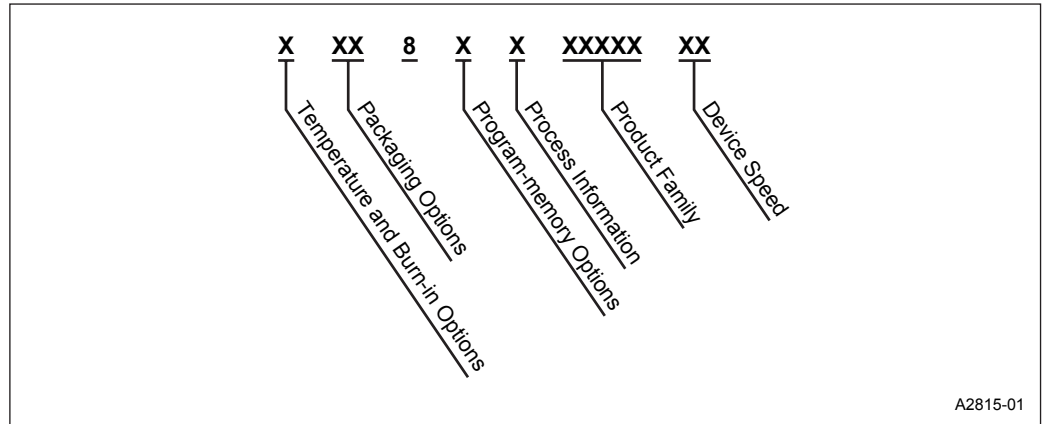 X XX 8 X X XXXXX XX
Temperature and Burn-in Options
Packaging Options
Program-memory Options
Process Information
Product Family
Device Speed
A2815-01